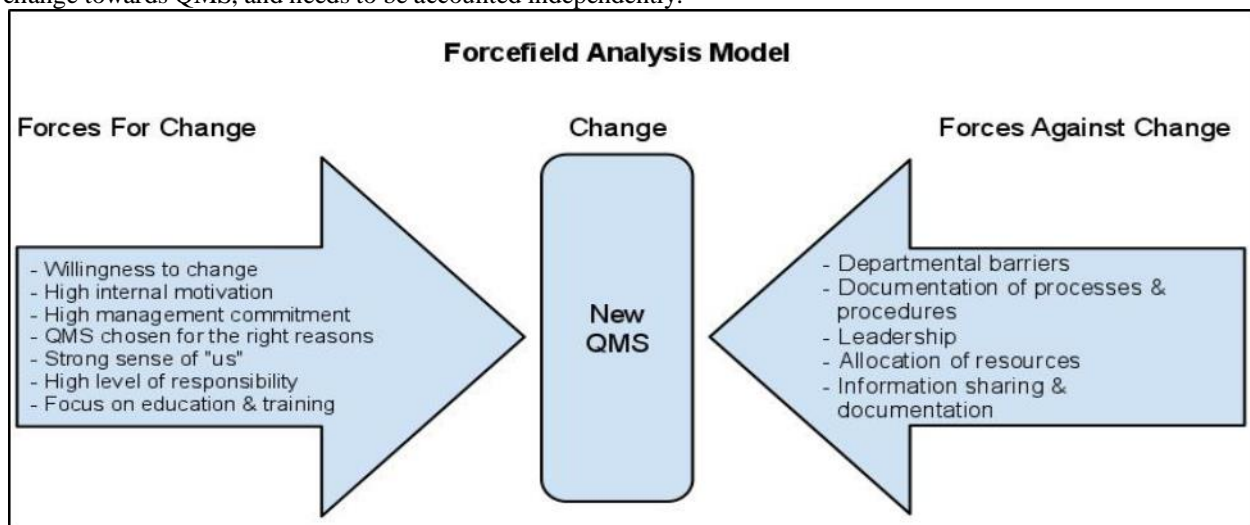 change towards QMS, and needs to be accounted independently.
Forcefield Analysis Model
Forces For Change
Change
Forces Against Change
- Willingness to change
- High internal motivation
- High management commitment
- QMS chosen for the right reasons
- Strong sense of "us"
- High level of responsibility
- Focus on education & training
New
QMS
- Departmental barriers
- Documentation of processes &
procedures
- Leadership
- Allocation of resources
- Information sharing &
documentation